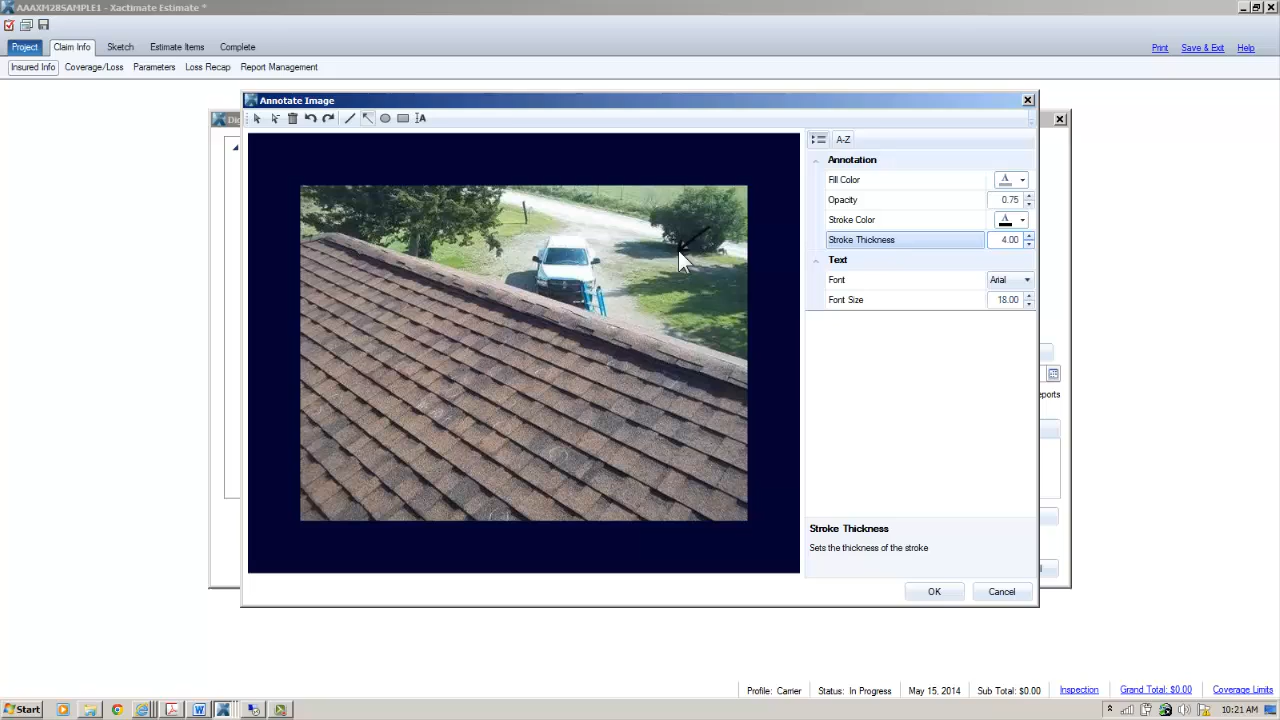 AAAXM28SAMPLE1 - Xactimate Estimate *
Project Claim Info Sketch Estimate Items Complete
Print Save & Exit Help
Insured Info Coverage/Loss Parameters Loss Recap Report Management
Annotate Image
A-Z
Annotation
Fill Color
Opacity 0.75
Stroke Color
Stroke Thickness 4.00
Text
Font Arial
Font Size 18.00
Stroke Thickness
Sets the thickness of the stroke
OK Cancel
Profile: Carrier Status: In Progress May 15, 2014 Sub Total: $0.00 Inspection Grand Total: $0.00 Coverage Limits
Start 10:21 AM